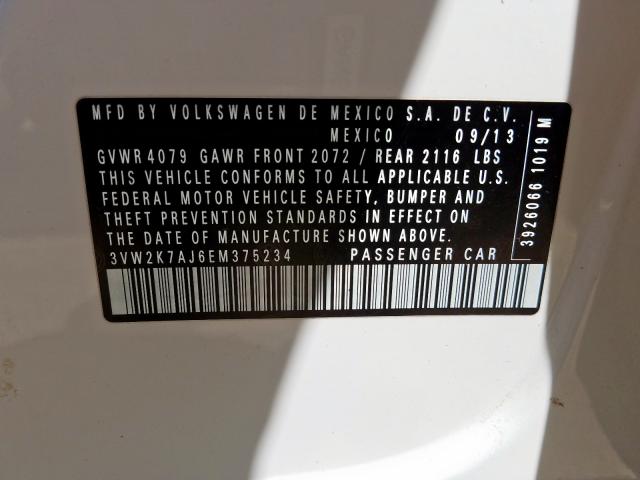 MFD BY VOLKSWAGEN DE MEXICO S.A. DE C.V.
MEXICO 09/13
GVWR 4079 GAWR FRONT 2072 / REAR 2116 LBS
THIS VEHICLE CONFORMS TO ALL APPLICABLE U.S.
FEDERAL MOTOR VEHICLE SAFETY, BUMPER AND
THEFT PREVENTION STANDARDS IN EFFECT ON
THE DATE OF MANUFACTURE SHOWN ABOVE.
3VW2K7AJ6EM375234 PASSENGER CAR
3926066 1019 M